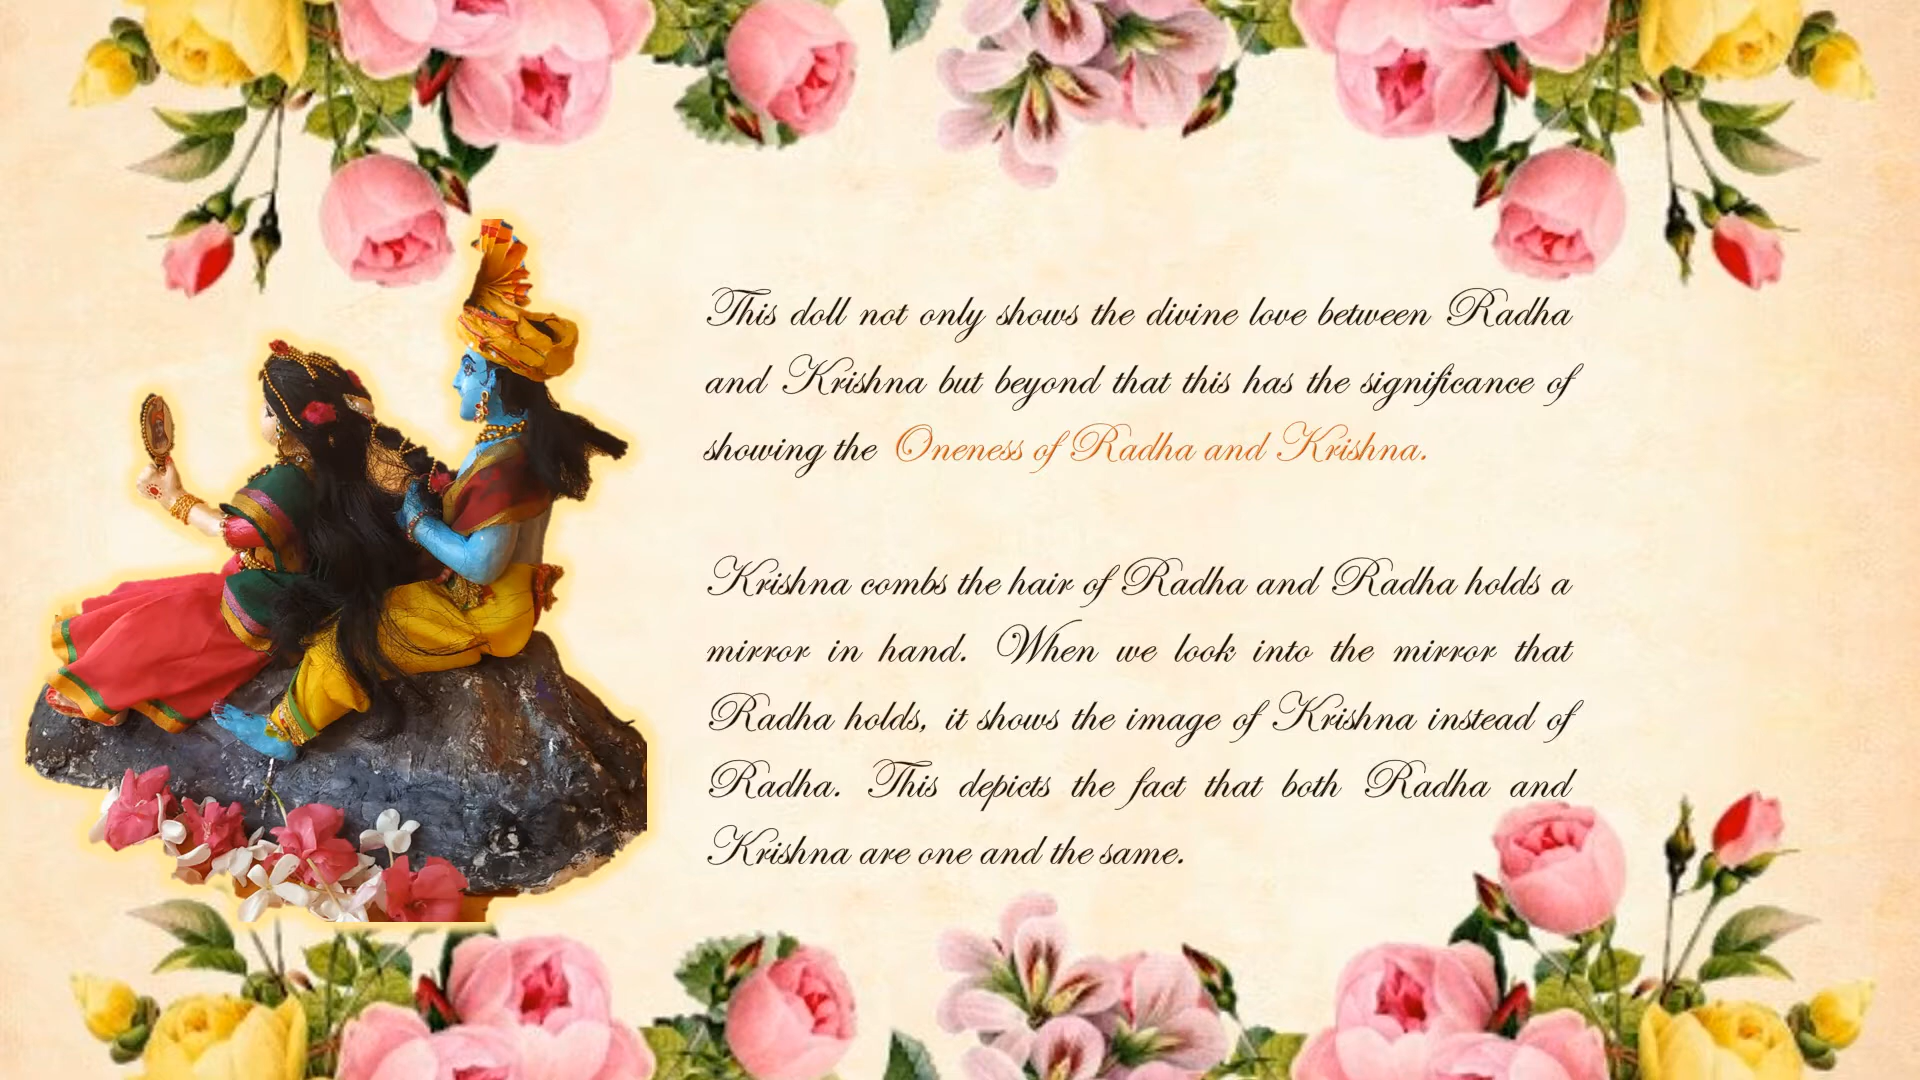 This doll not only shows the divine love between Radha
and Krishna but beyond that this has the significance of
showing the Oneness of Radha and Krishna.
Krishna combs the hair of Radha and Radha holds a
mirror in hand. When we look into the mirror that
Radha holds, it shows the image of Krishna instead of
Radha. This depicts the fact that both Radha and
Krishna are one and the same.